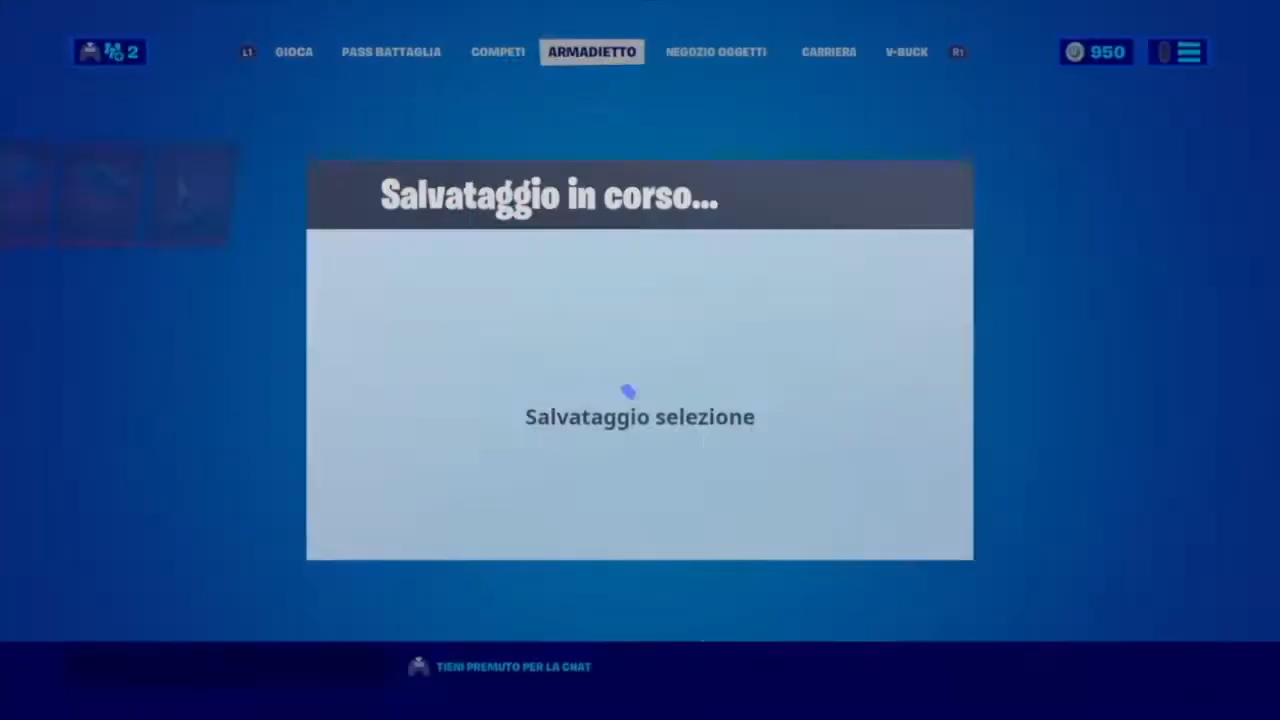 2
L1 GIOCA PASS BATTAGLIA COMPETI ARMADIETTO NEGOZIO OGGETTI CARRIERA V-BUCK R1
950
Salvataggio in corso...
Salvataggio selezione
TIENI PREMUTO PER LA CHAT